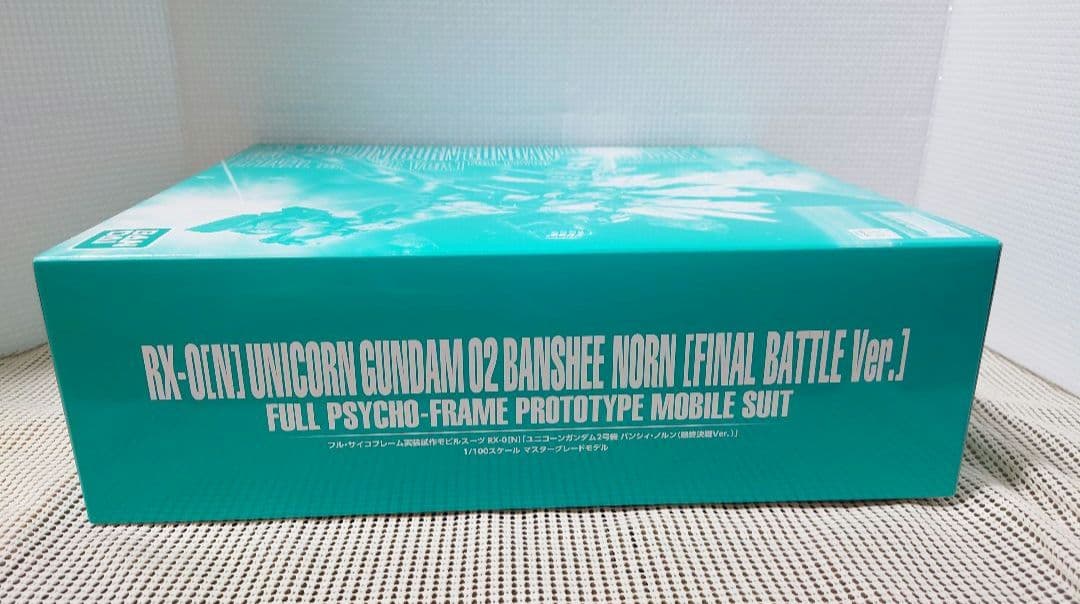 BAN
DAI
RX-0[N] UNICORN GUNDAM 02 BANSHEE NORN [FINAL BATTLE Ver.]
FULL PSYCHO-FRAME PROTOTYPE MOBILE SUIT
フル・サイコフレーム実装試作モビルスーツ RX-0[N]「ユニコーンガンダム2号機 バンシィ・ノルン(最終決戦Ver.)」
1/100スケール マスターグレードモデル